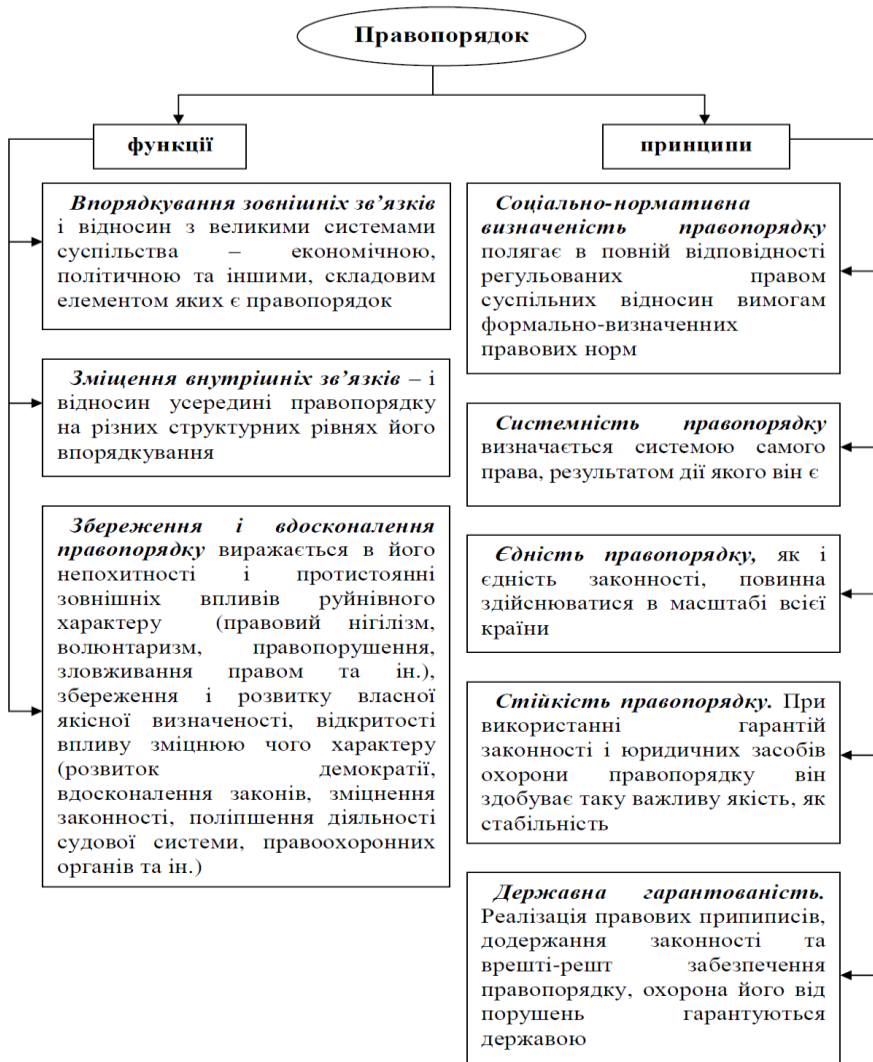 Правопорядок
функції
Впорядкування зовнішніх зв’язків
і відносин з великими системами
суспільства – економічною,
політичною та іншими, складовим
елементом яких є правопорядок
Зміщення внутрішніх зв’язків – і
відносин усередині правопорядку
на різних структурних рівнях його
впорядкування
Збереження і вдосконалення
правопорядку виражається в його
непохитності і протистоянні
зовнішніх впливів руйнівного
характеру (правовий нігілізм,
волюнтаризм, правопорушення,
зловживання правом та ін.),
збереження і розвитку власної
якісної визначеності, відкритості
впливу зміцнюю чого характеру
(розвиток демократії,
вдосконалення законів, зміцнення
законності, поліпшення діяльності
судової системи, правоохоронних
органів та ін.)
принципи
Соціально-нормативна
визначеність правопорядку
полягає в повній відповідності
регульованих правом
суспільних відносин вимогам
формально-визначенних
правових норм
Системність правопорядку
визначається системою самого
права, результатом дії якого він є
Єдність правопорядку, як і
єдність законності, повинна
здійснюватися в масштабі всієї
країни
Стійкість правопорядку. При
використанні гарантій
законності і юридичних засобів
охорони правопорядку він
здобуває таку важливу якість, як
стабільність
Державна гарантованість.
Реалізація правових припиписів,
додержання законності та
врешті-решт забезпечення
правопорядку, охорона його від
порушень гарантуються
державою